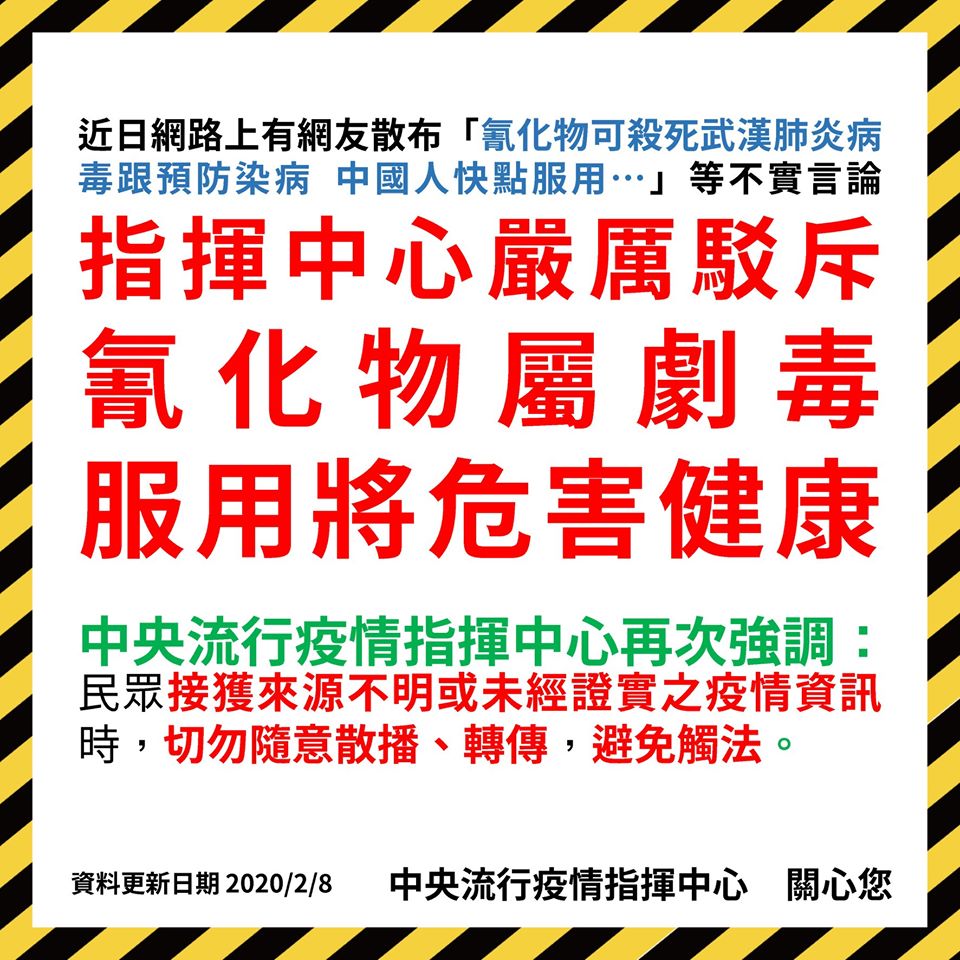 近日網路上有網友散布「氰化物可殺死武漢肺炎病
毒跟預防染病 中國人快點服用…」等不實言論
指揮中心嚴厲駁斥
氰化物屬劇毒
服用將危害健康
中央流行疫情指揮中心再次強調：
民眾接獲來源不明或未經證實之疫情資訊
時，切勿隨意散播、轉傳，避免觸法。
資料更新日期 2020/2/8 中央流行疫情指揮中心 關心您